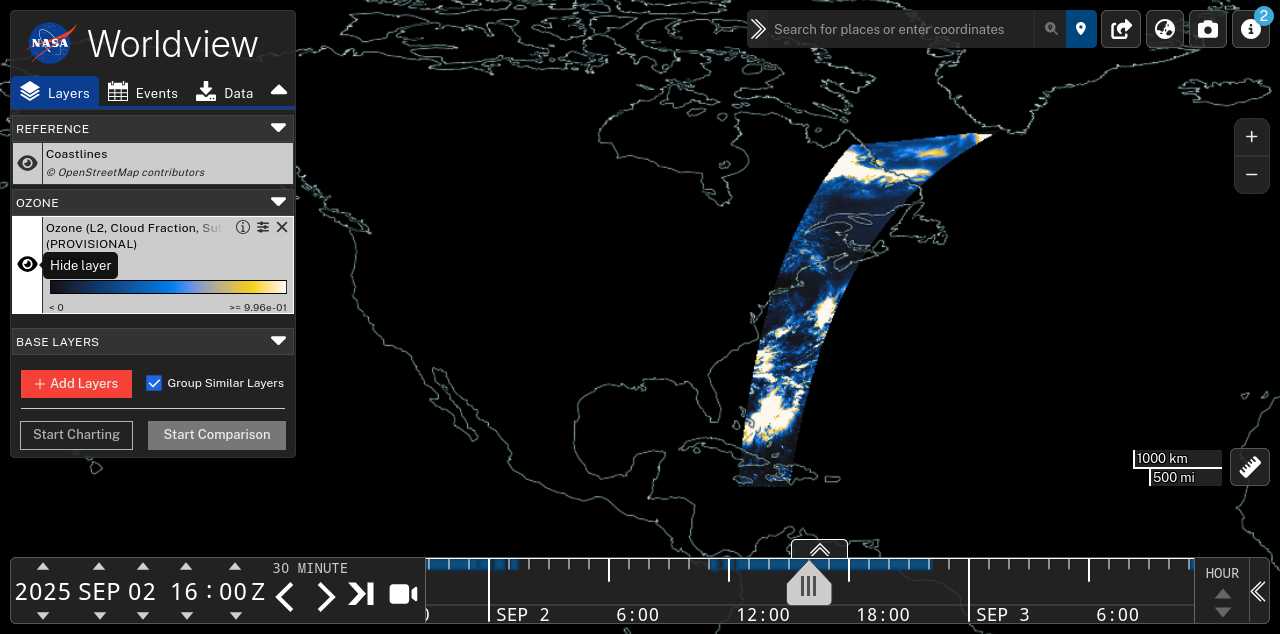 NASA
Worldview
Search for places or enter coordinates
2
Layers
Events
Data
REFERENCE
Coastlines
© OpenStreetMap contributors
OZONE
Ozone (L2, Cloud Fraction,
(PROVISIONAL)
Hide layer
< 0
>= 9.96e-01
BASE LAYERS
+ Add Layers
Group Similar Layers
Start Charting
Start Comparison
+
−
1000 km
500 mi
2025 SEP 02 16 : 00 Z
30 MINUTE
SEP 2
6:00
12:00
18:00
SEP 3
6:00
HOUR